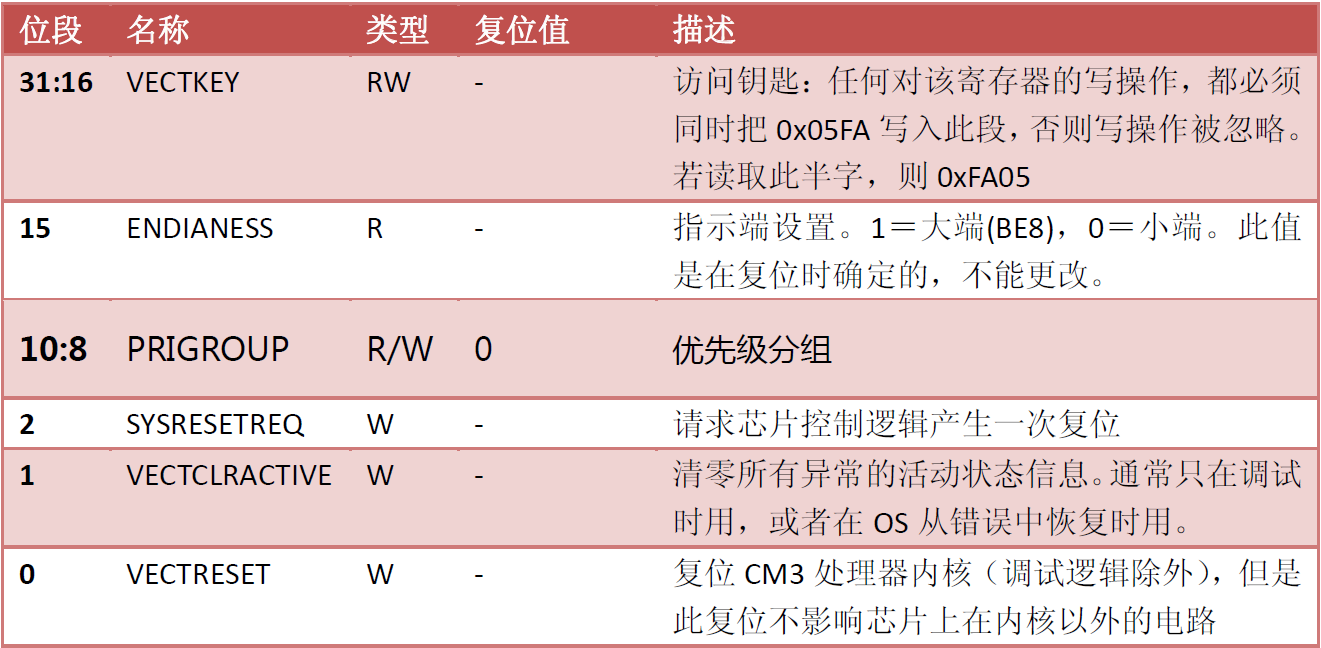 位段 名称 类型 复位值 描述
31:16 VECTKEY RW - 访问钥匙：任何对该寄存器的写操作，都必须
同时把 0x05FA 写入此段，否则写操作被忽略。
若读取此半字，则 0xFA05
15 ENDIANESS R - 指示端设置。1＝大端(BE8)，0＝小端。此值
是在复位时确定的，不能更改。
10:8 PRIGROUP R/W 0 优先级分组
2 SYSRESETREQ W - 请求芯片控制逻辑产生一次复位
1 VECTCLRACTIVE W - 清零所有异常的活动状态信息。通常只在调试
时用，或者在 OS 从错误中恢复时用。
0 VECTRESET W - 复位 CM3 处理器内核（调试逻辑除外），但是
此复位不影响芯片上在内核以外的电路